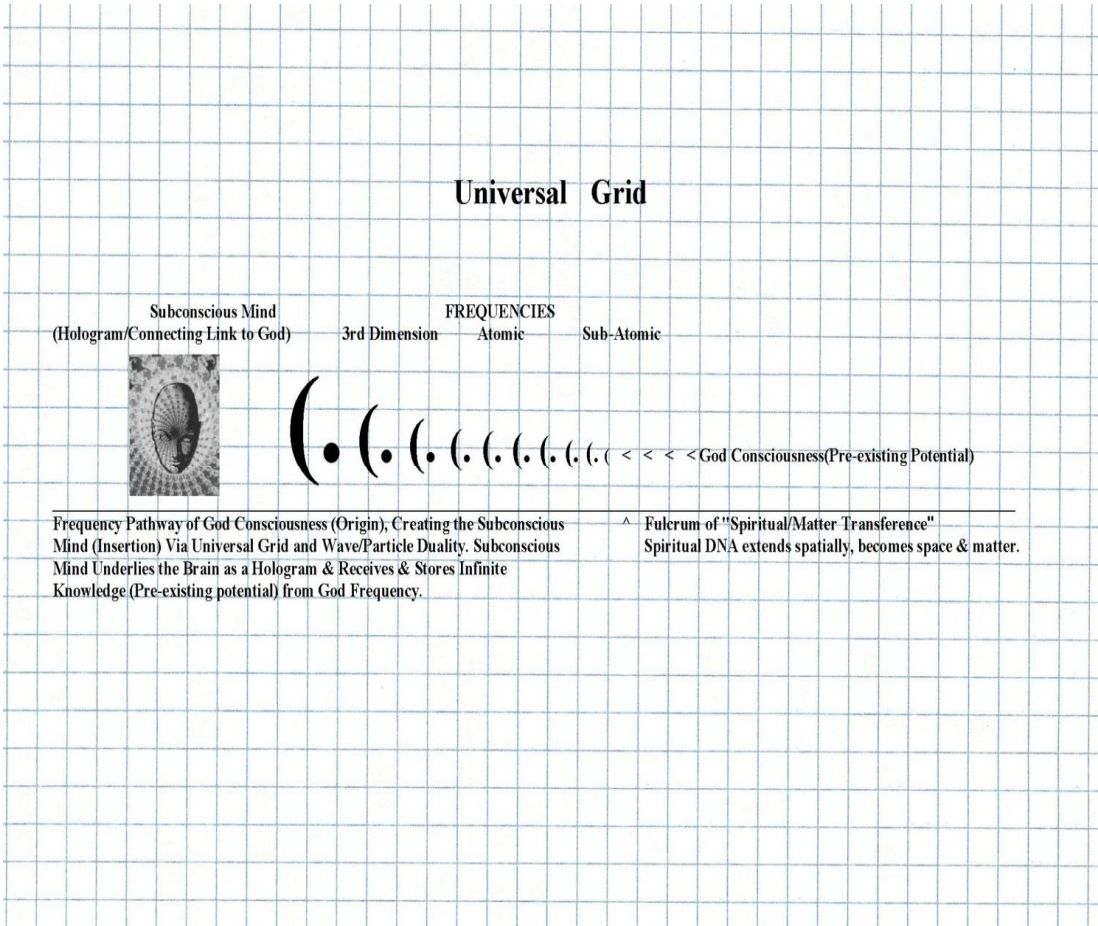 Universal Grid
Subconscious Mind
(Hologram/Connecting Link to God)
FREQUENCIES
3rd Dimension Atomic Sub-Atomic
(. (. (. (. (. (. (. (. (. ( < < < < God Consciousness(Pre-existing Potential)
Frequency Pathway of God Consciousness (Origin), Creating the Subconscious
Mind (Insertion) Via Universal Grid and Wave/Particle Duality. Subconscious
Mind Underlies the Brain as a Hologram & Receives & Stores Infinite
Knowledge (Pre-existing potential) from God Frequency.
^ Fulcrum of "Spiritual/Matter Transference"
Spiritual DNA extends spatially, becomes space & matter.